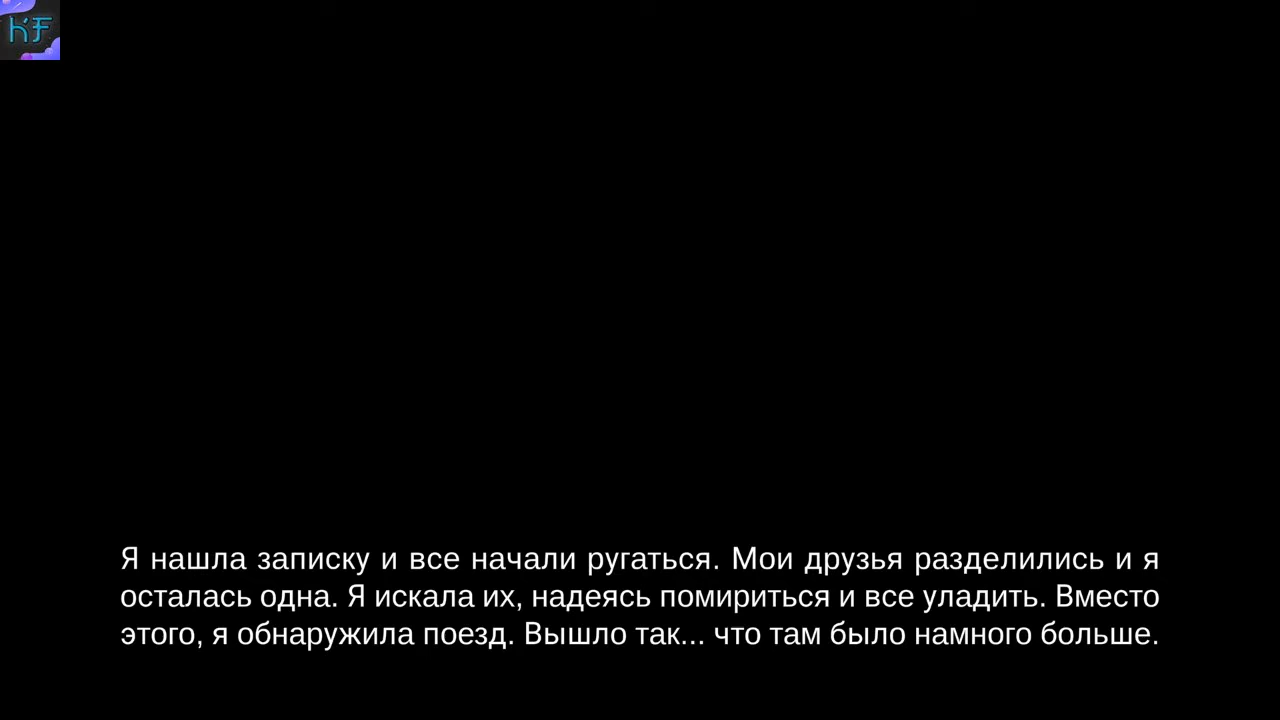 KF
Я нашла записку и все начали ругаться. Мои друзья разделились и я
осталась одна. Я искала их, надеясь помириться и все уладить. Вместо
этого, я обнаружила поезд. Вышло так... что там было намного больше.